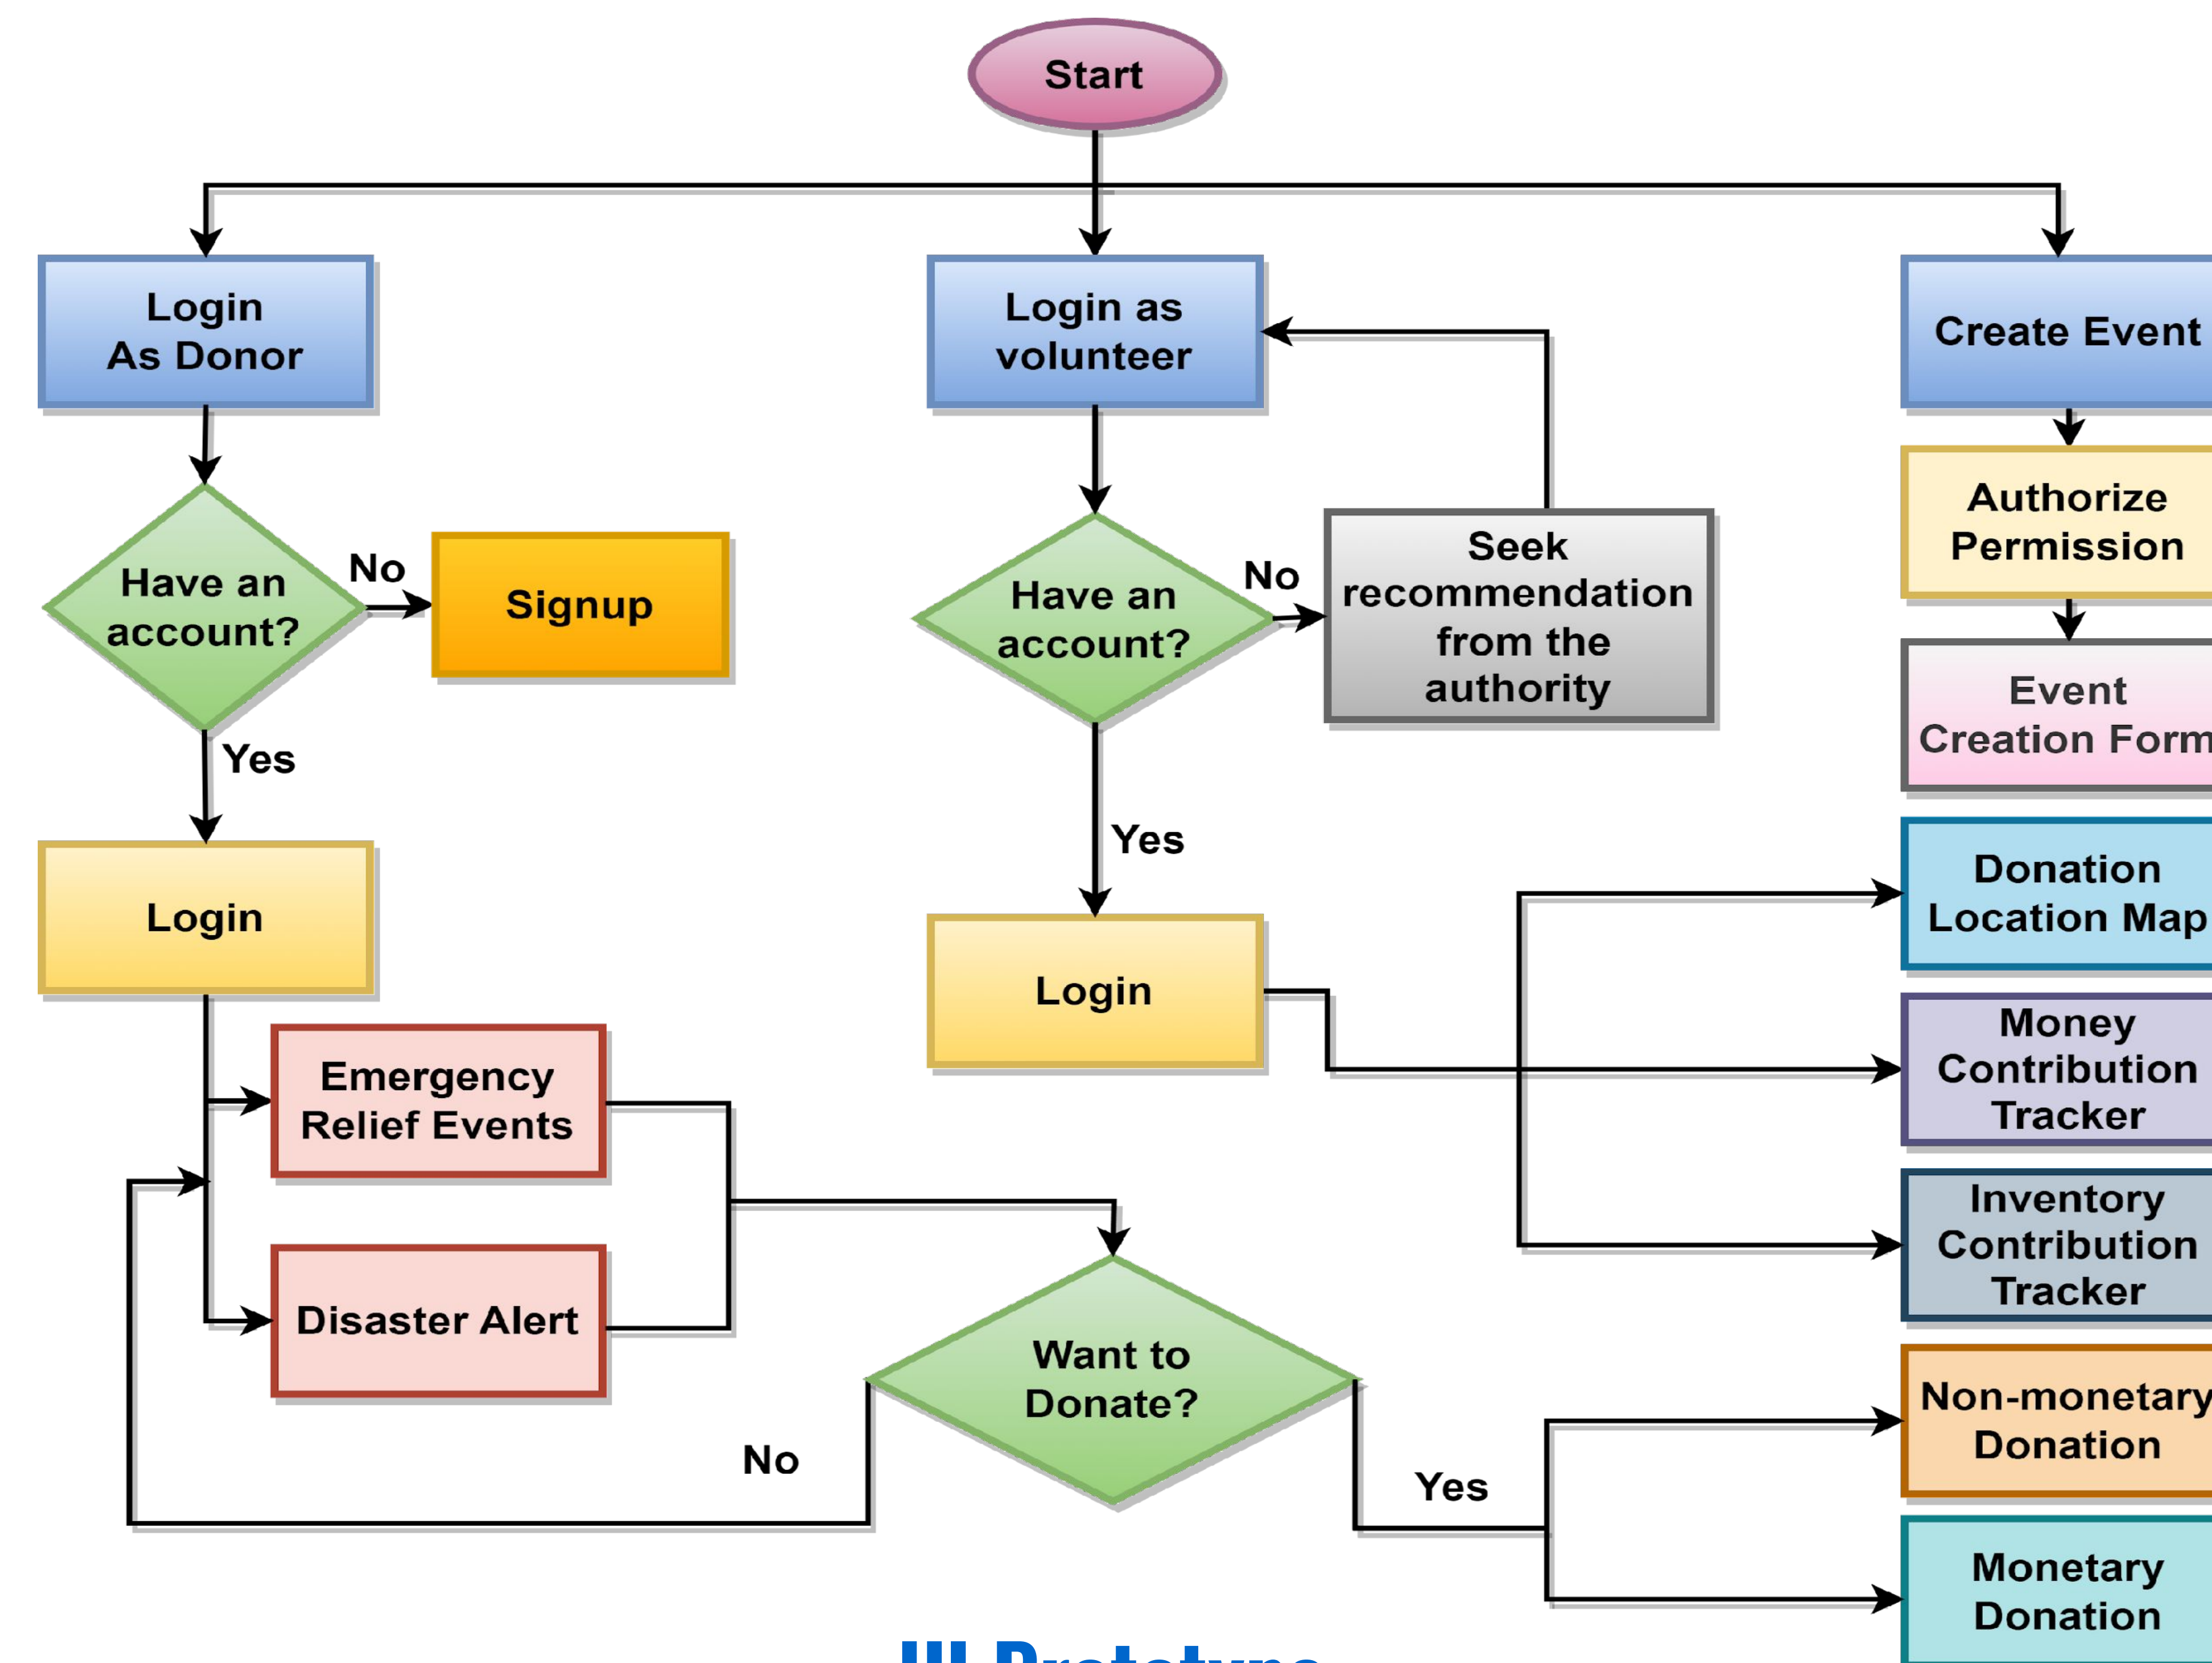 Start
Login
As Donor
Login as
volunteer
Create Event
Authorize
Permission
Have an
account?
No
Signup
Have an
account?
No
Seek
recommendation
from the
authority
Event
Creation Form
Yes
Yes
Login
Login
Donation
Location Map
Money
Contribution
Tracker
Emergency
Relief Events
Inventory
Contribution
Tracker
Disaster Alert
Want to
Donate?
Non-monetary
Donation
No
Yes
Monetary
Donation
Prototype